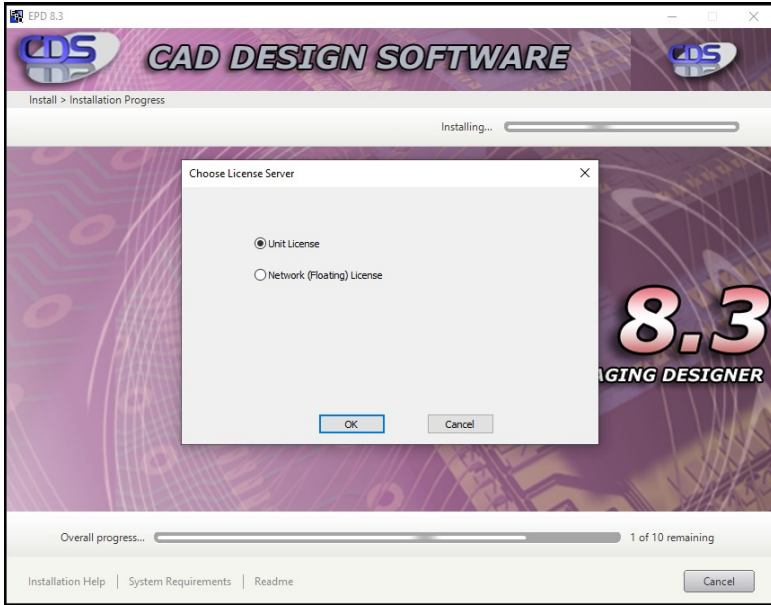 EPD 8.3
CDS
CAD DESIGN SOFTWARE
CDS
Install > Installation Progress
Installing...
Choose License Server
Unit License
Network (Floating) License
8.3
AGING DESIGNER
OK
Cancel
Overall progress...
1 of 10 remaining
Installation Help | System Requirements | Readme
Cancel